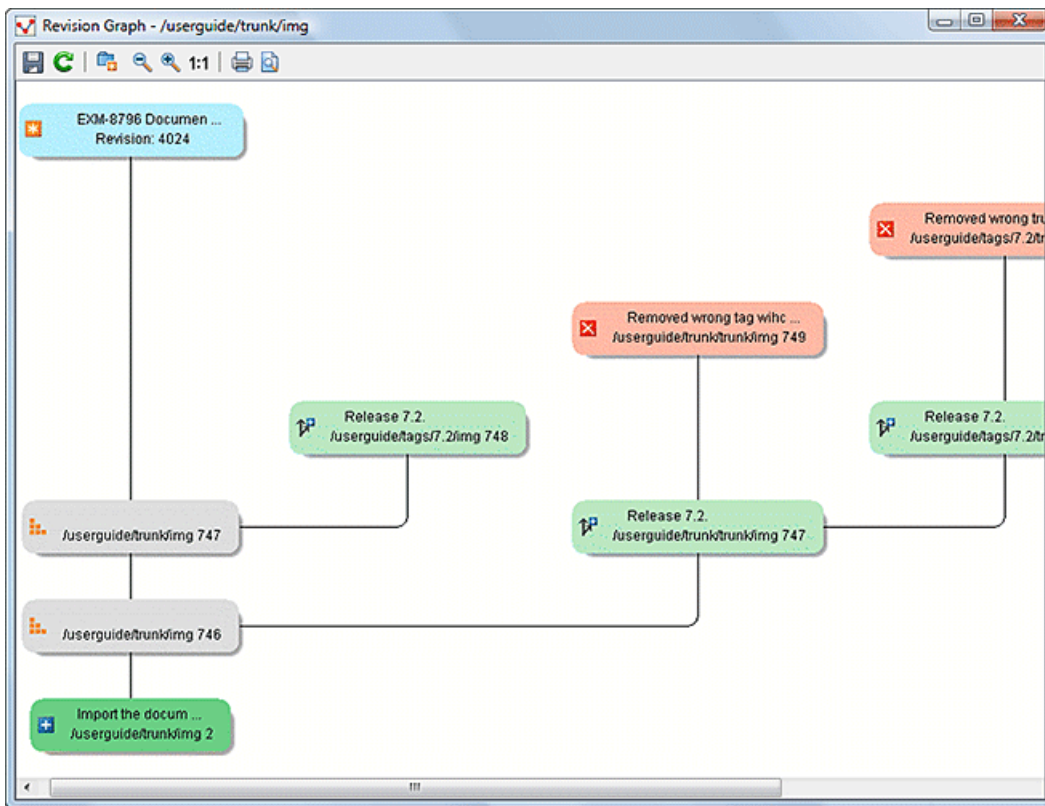 Revision Graph - /userguide/trunk/img
1:1
EXM-8796 Documen ...
Revision: 4024
Removed wrong tru
/userguide/tags/7.2/tr
Removed wrong tag wihc ...
/userguide/trunk/trunk/img 749
Release 7.2.
/userguide/tags/7.2/img 748
Release 7.2.
/userguide/tags/7.2/tr
/userguide/trunk/img 747
Release 7.2.
/userguide/trunk/trunk/img 747
/userguide/trunk/img 746
Import the docum ...
/userguide/trunk/img 2